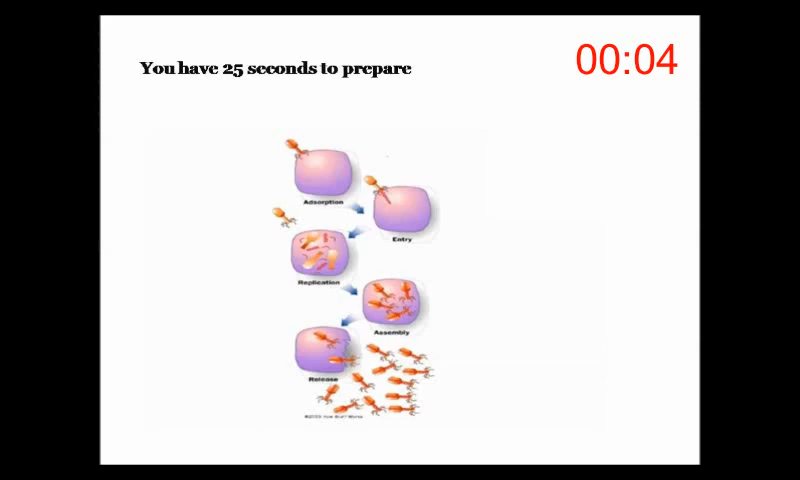 You have 25 seconds to prepare
00:04
Adsorption
Entry
Replication
Assembly
Release